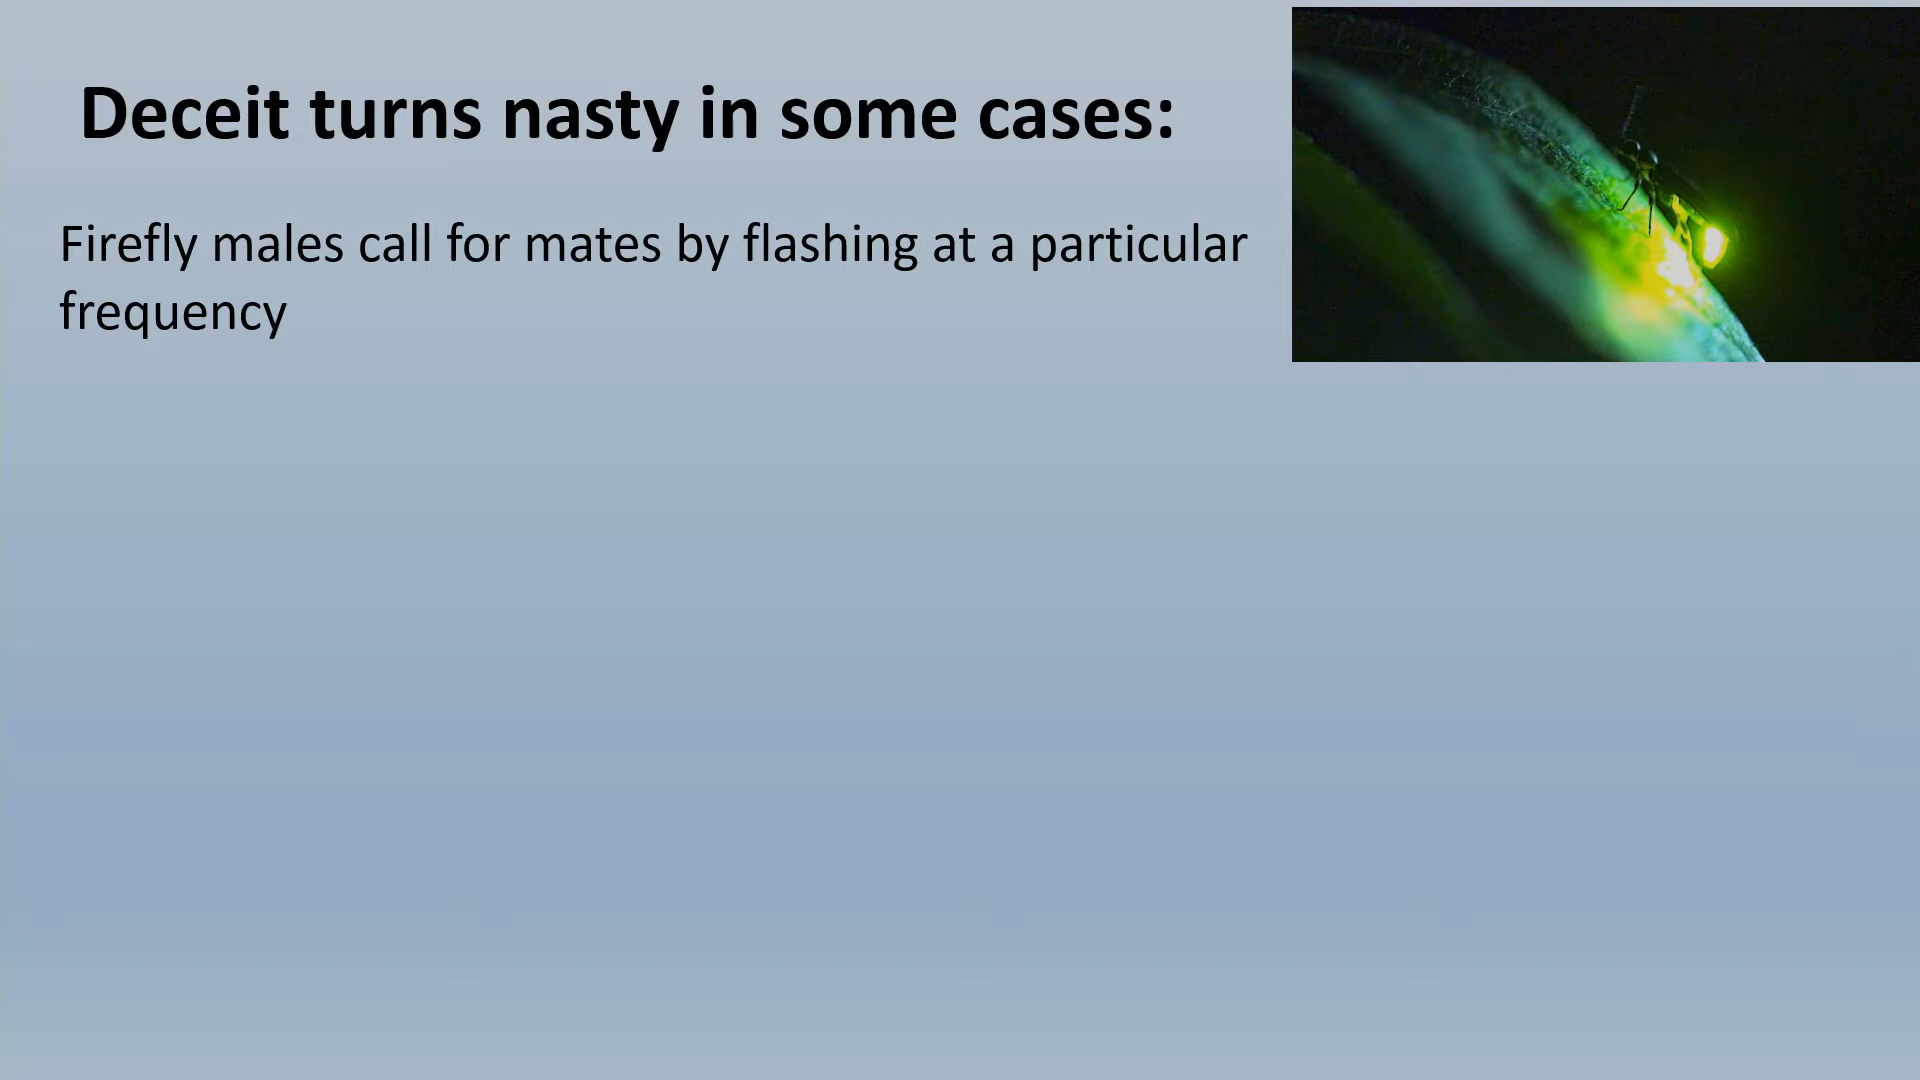 Deceit turns nasty in some cases:
Firefly males call for mates by flashing at a particular
frequency